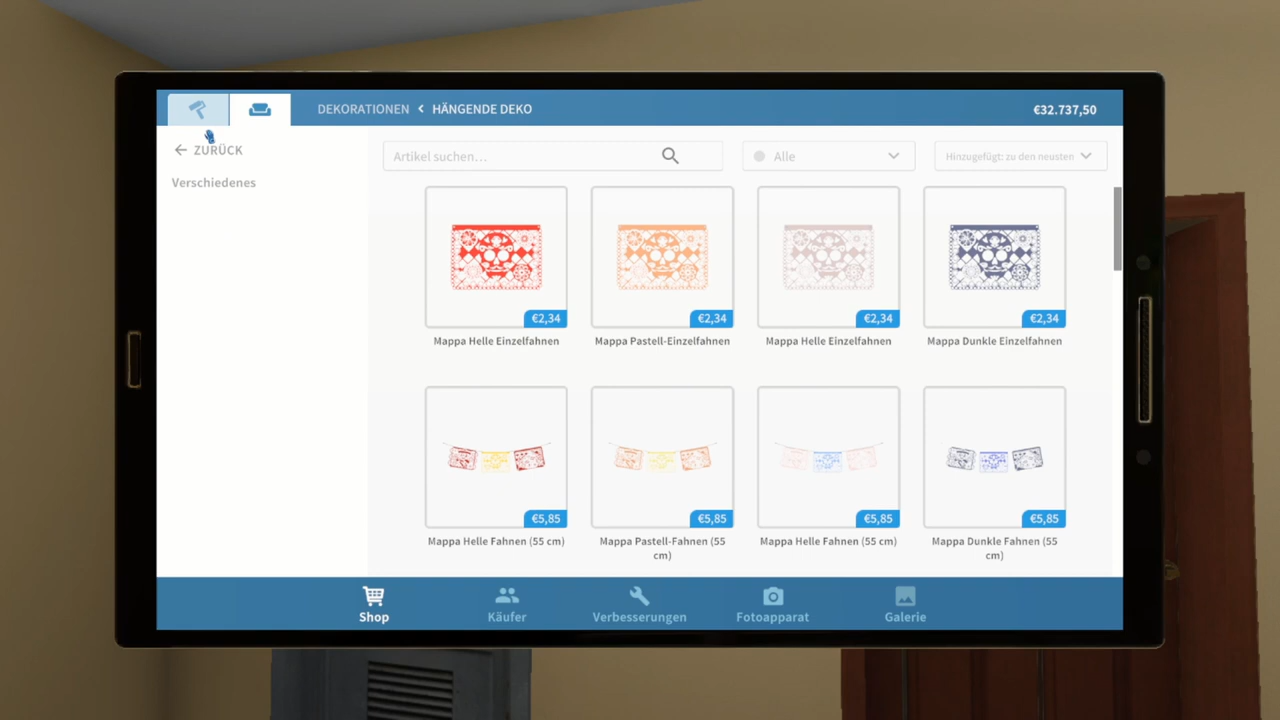 DEKORATIONEN < HÄNGENDE DEKO
€32.737,50
ZURÜCK
Verschiedenes
Artikel suchen...
Alle
Hinzugefügt: zu den neusten
€2,34
€2,34
€2,34
€2,34
Mappa Helle Einzelfahnen
Mappa Pastell-Einzelfahnen
Mappa Helle Einzelfahnen
Mappa Dunkle Einzelfahnen
€5,85
€5,85
€5,85
€5,85
Mappa Helle Fahnen (55 cm)
Mappa Pastell-Fahnen (55
cm)
Mappa Helle Fahnen (55 cm)
Mappa Dunkle Fahnen (55
cm)
Shop
Käufer
Verbesserungen
Fotoapparat
Galerie